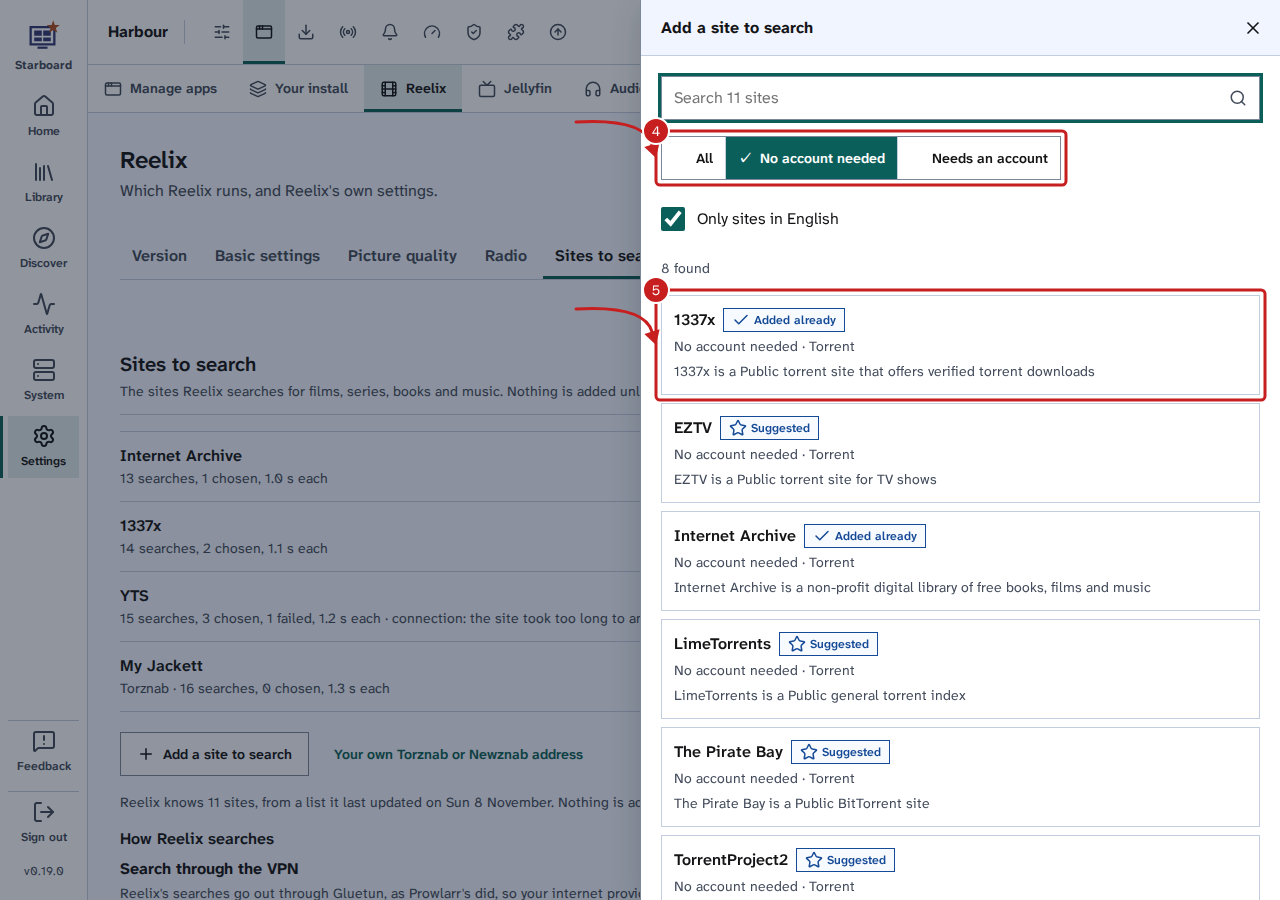 Starboard
Home
Library
Discover
Activity
System
Settings
Feedback
Sign out
v0.19.0
Harbour
Manage apps
Your install
Reelix
Jellyfin
Reelix
Which Reelix runs, and Reelix's own settings.
Version
Basic settings
Picture quality
Radio
Sites to
Sites to search
The sites Reelix searches for films, series, books and music. Nothing is added
Internet Archive
13 searches, 1 chosen, 1.0 s each
1337x
14 searches, 2 chosen, 1.1 s each
YTS
15 searches, 3 chosen, 1 failed, 1.2 s each · connection: the site took too long to
My Jackett
Torznab · 16 searches, 0 chosen, 1.3 s each
Add a site to search
Your own Torznab or Newznab address
Reelix knows 11 sites, from a list it last updated on Sun 8 November. Nothing is
How Reelix searches
Search through the VPN
Reelix's searches go out through Gluetun, as Prowlarr's did, so your internet
Add a site to search
Search 11 sites
4
All
✓ No account needed
Needs an account
Only sites in English
8 found
5
1337x
Added already
No account needed · Torrent
1337x is a Public torrent site that offers verified torrent downloads
EZTV
Suggested
No account needed · Torrent
EZTV is a Public torrent site for TV shows
Internet Archive
Added already
No account needed · Torrent
Internet Archive is a non-profit digital library of free books, films and music
LimeTorrents
Suggested
No account needed · Torrent
LimeTorrents is a Public general torrent index
The Pirate Bay
Suggested
No account needed · Torrent
The Pirate Bay is a Public BitTorrent site
TorrentProject2
Suggested
No account needed · Torrent